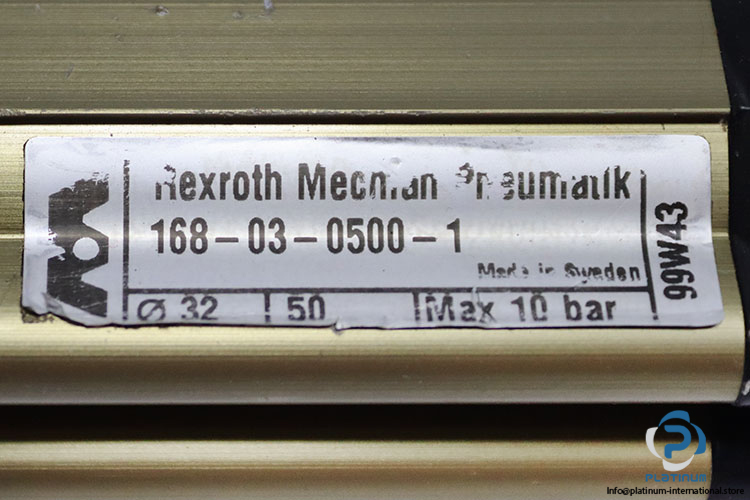 Rexroth Mecman Pneumatik
168-03-0500-1
Made in Sweden
Ø 32 50 Max 10 bar
99W43
PLATINUM
Info@platinum-international.store